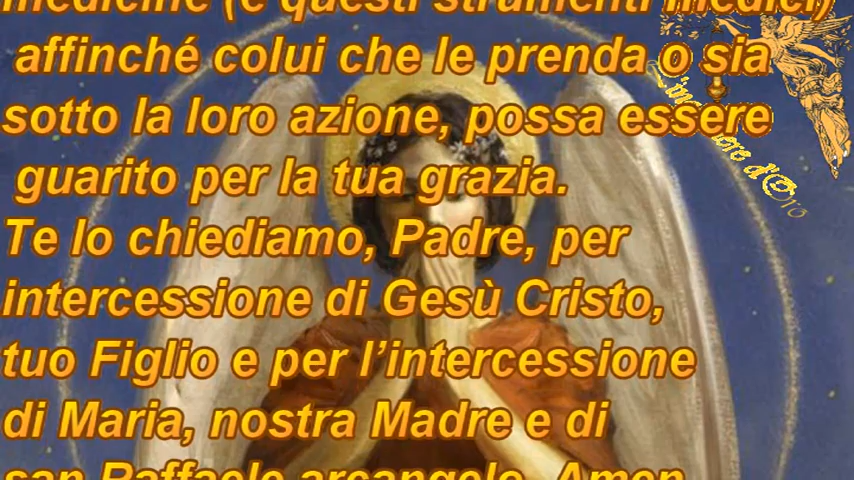 medicine (e questi strumenti medici)
affinché colui che le prenda o sia
sotto la loro azione, possa essere
guarito per la tua grazia.
Te lo chiediamo, Padre, per
intercessione di Gesù Cristo,
tuo Figlio e per l’intercessione
di Maria, nostra Madre e di
san Raffaele arcangelo. Amen